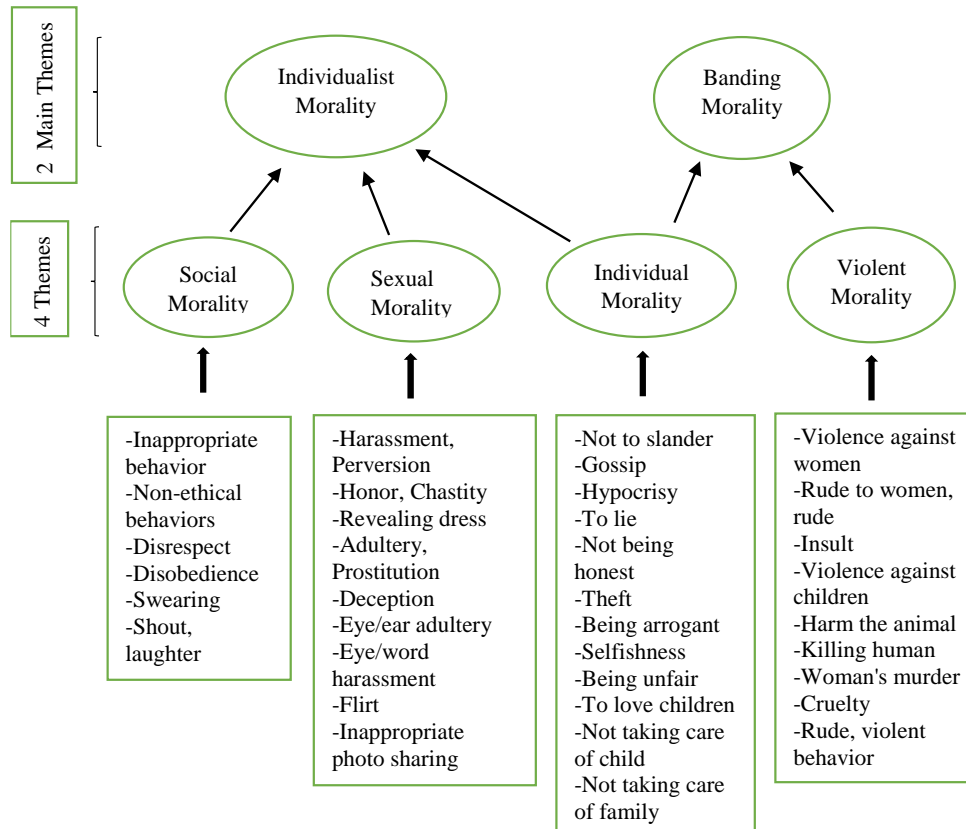 2 Main Themes
Individualist
Morality
Banding
Morality
4 Themes
Social
Morality
Sexual
Morality
Individual
Morality
Violent
Morality
-Inappropriate
behavior
-Non-ethical
behaviors
-Disrespect
-Disobedience
-Swearing
-Shout,
laughter
-Harassment,
Perversion
-Honor, Chastity
-Revealing dress
-Adultery,
Prostitution
-Deception
-Eye/ear adultery
-Eye/word
harassment
-Flirt
-Inappropriate
photo sharing
-Not to slander
-Gossip
-Hypocrisy
-To lie
-Not being
honest
-Theft
-Being arrogant
-Selfishness
-Being unfair
-To love children
-Not taking care
of child
-Not taking care
of family
-Violence against
women
-Rude to women,
rude
-Insult
-Violence against
children
-Harm the animal
-Killing human
-Woman's murder
-Cruelty
-Rude, violent
behavior